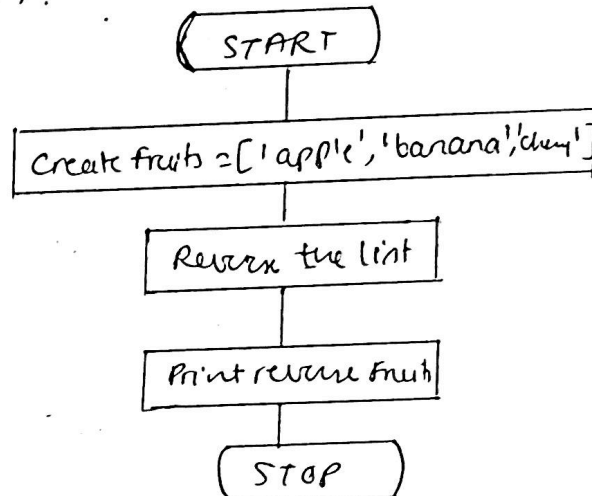 START
Create fruits = ['apple', 'banana', 'cherry']
Reverse the list
Print reverse fruits
STOP